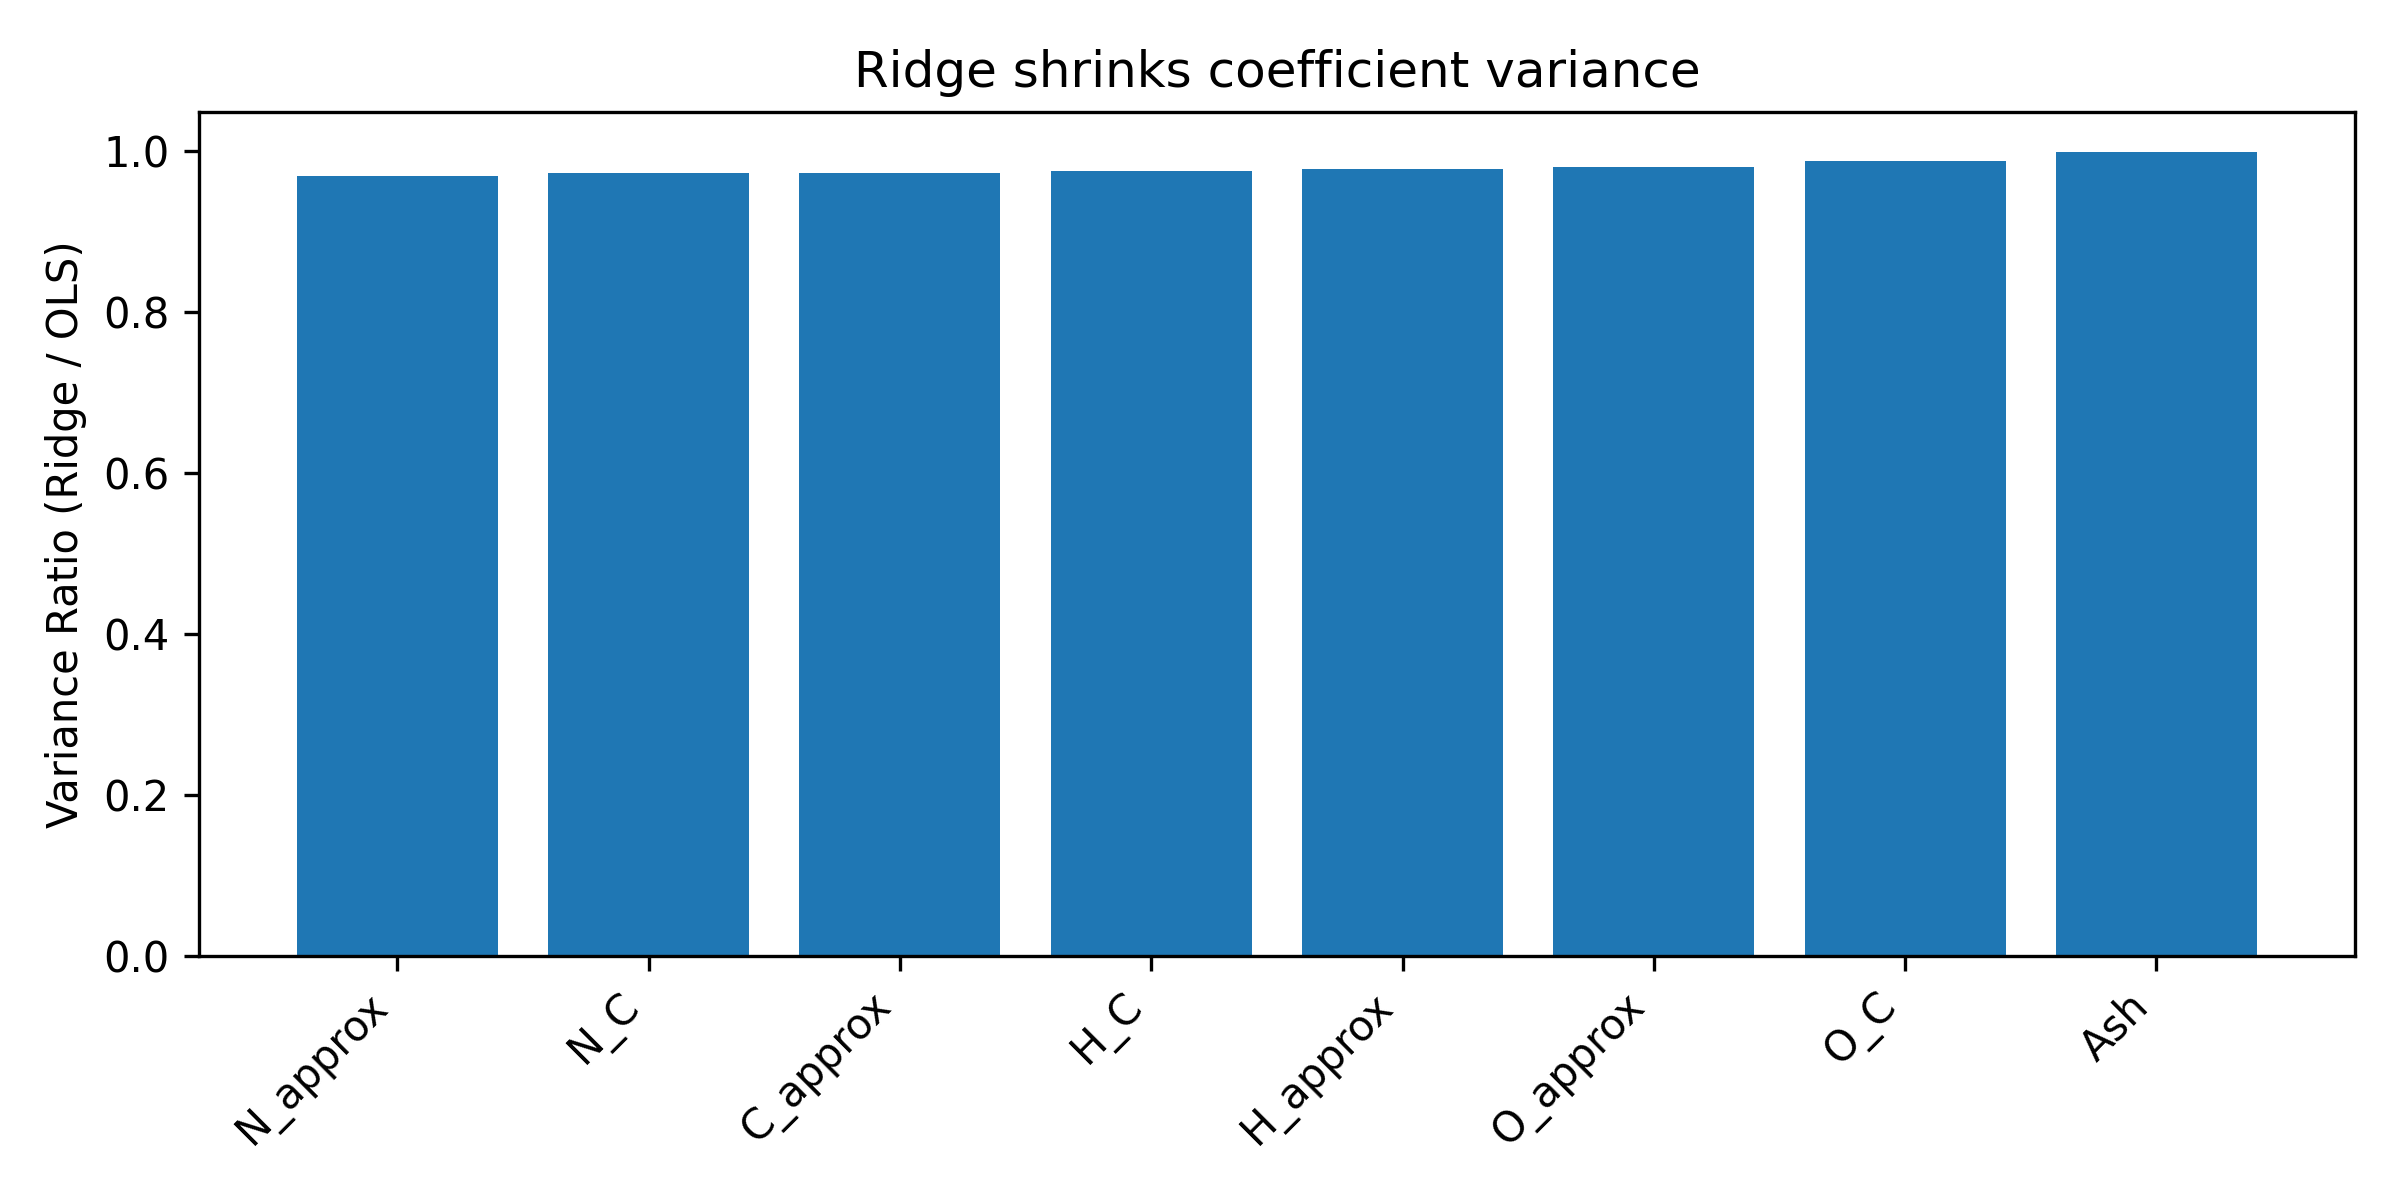 Ridge shrinks coefficient variance
Variance Ratio (Ridge / OLS)
1.0
0.8
0.6
0.4
0.2
0.0
N_approx
N_C
C_approx
H_C
H_approx
O_approx
O_C
Ash